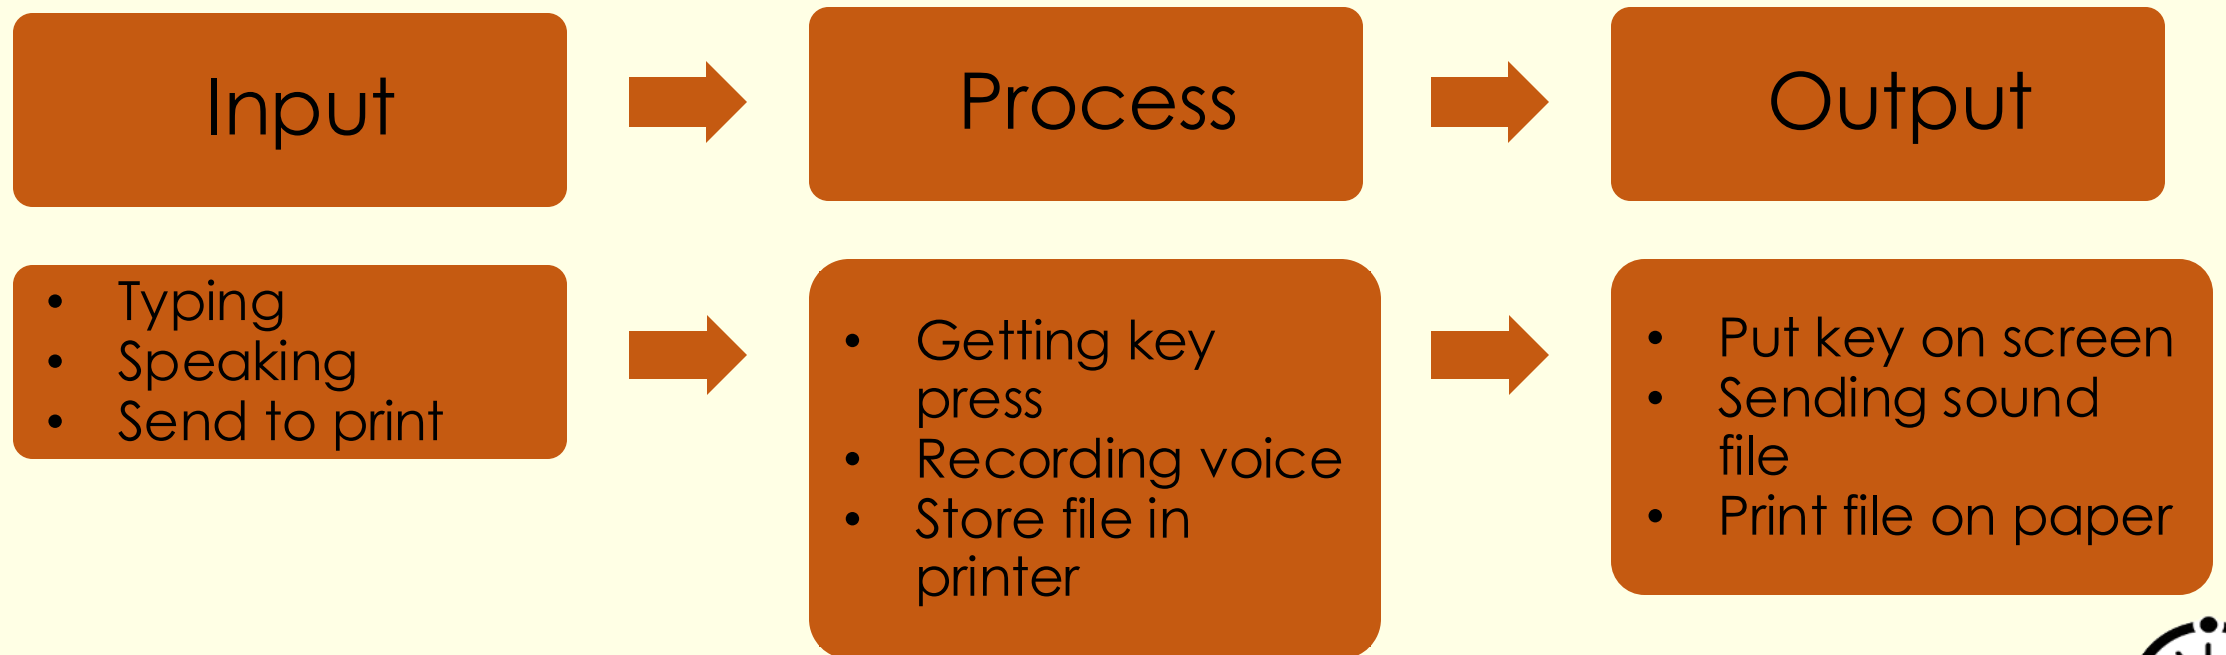 Input
Process
Output
• Typing
• Speaking
• Send to print
• Getting key
press
• Recording voice
• Store file in
printer
• Put key on screen
• Sending sound
file
• Print file on paper